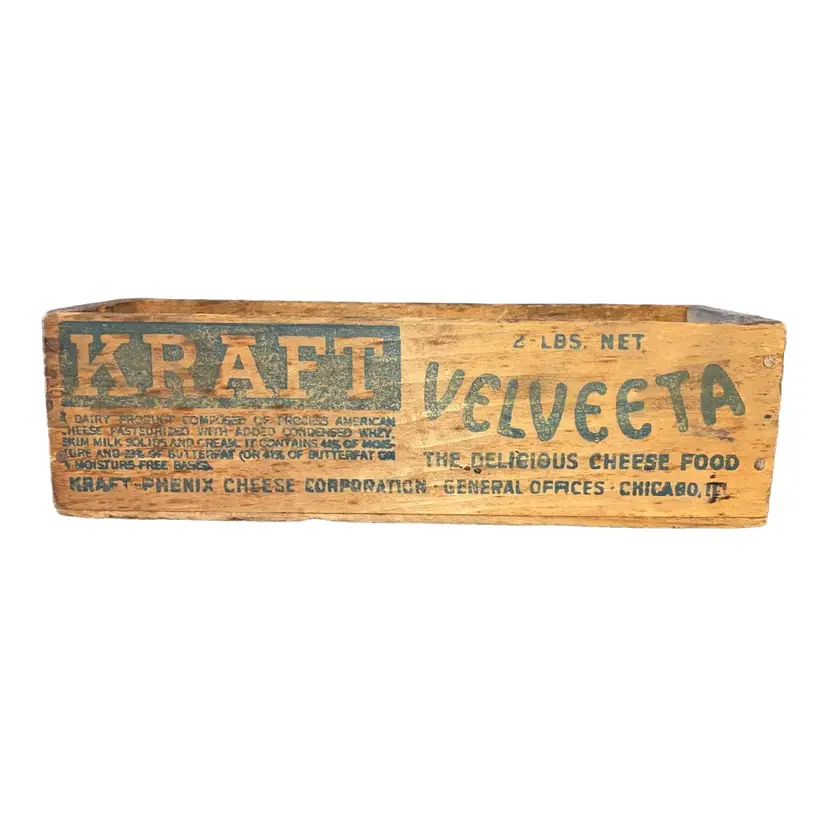 KRAFT
A DAIRY PRODUCT COMPOSED OF PROCESS AMERICAN
CHEESE PASTEURIZED WITH ADDED CONDENSED WHEY,
SKIM MILK SOLIDS AND CREAM. IT CONTAINS 44% OF MOIS-
TURE AND 23% OF BUTTERFAT (OR 41% OF BUTTERFAT ON
A MOISTURE-FREE BASIS).
2-LBS. NET
VELVEETA
THE DELICIOUS CHEESE FOOD
KRAFT-PHENIX CHEESE CORPORATION · GENERAL OFFICES · CHICAGO, ILL.